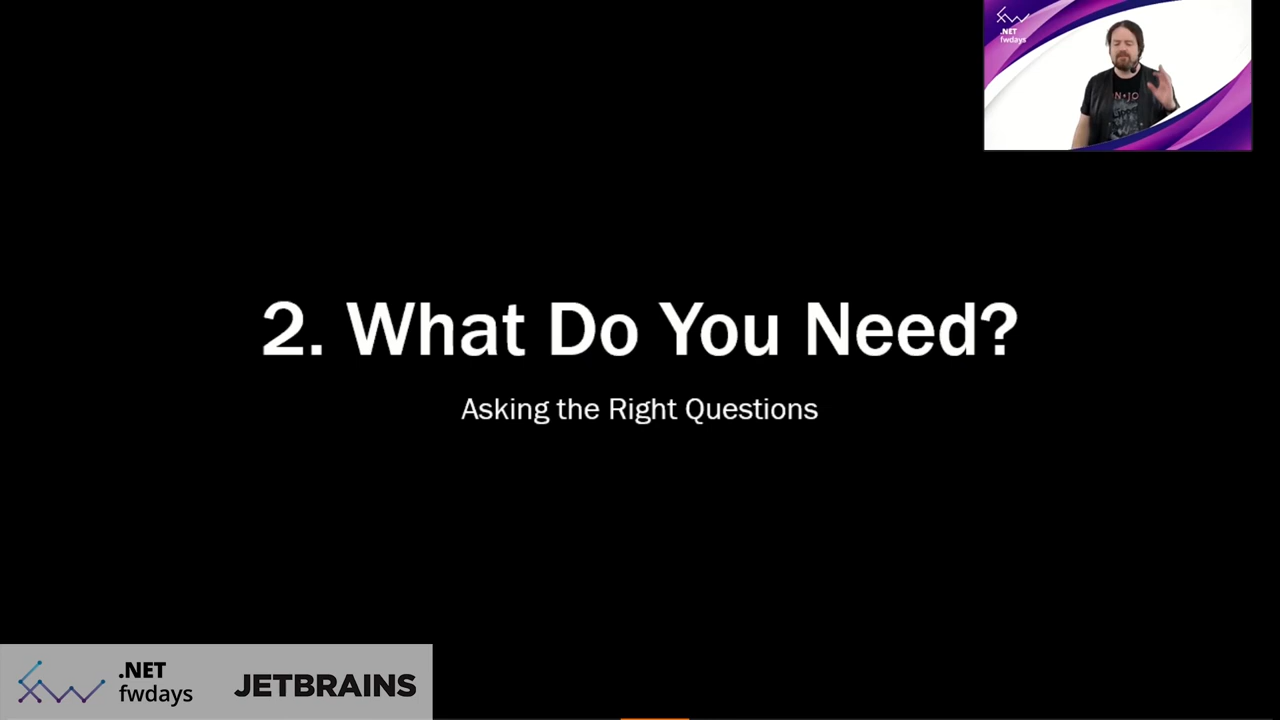 .NET
fwdays
2. What Do You Need?
Asking the Right Questions
.NET
fwdays
JETBRAINS